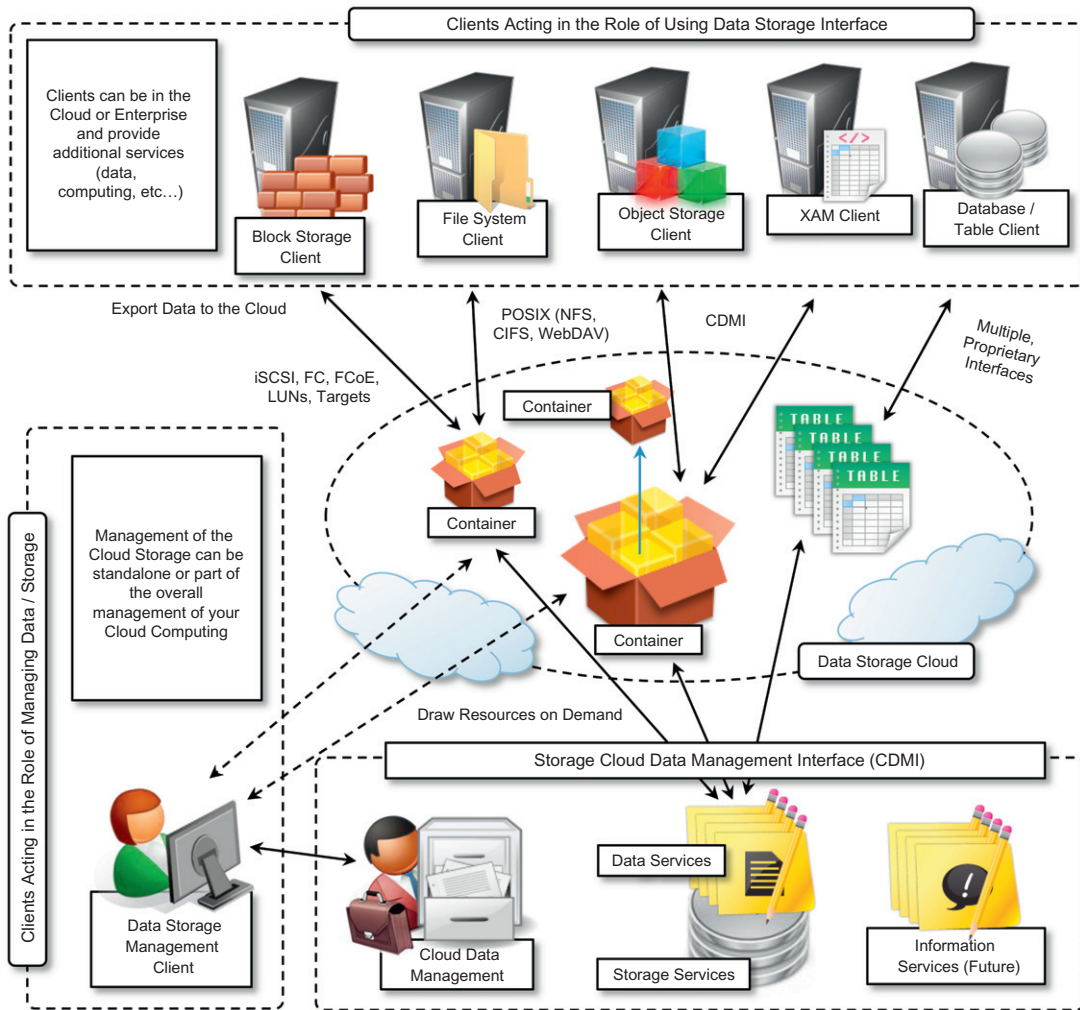 Clients Acting in the Role of Using Data Storage Interface
Clients can be in the
Cloud or Enterprise
and provide
additional services
(data,
computing, etc…)
Block Storage
Client
File System
Client
Object Storage
Client
</>
XAM Client
Database /
Table Client
Export Data to the Cloud
POSIX (NFS,
CIFS, WebDAV)
CDMI
Multiple,
Proprietary
Interfaces
iSCSI, FC, FCoE,
LUNs, Targets
Container
TABLE
TABLE
TABLE
TABLE
Container
Container
Data Storage Cloud
Clients Acting in the Role of Managing Data / Storage
Management of the
Cloud Storage can be
standalone or part of
the overall
management of your
Cloud Computing
Draw Resources on Demand
Storage Cloud Data Management Interface (CDMI)
Data Storage
Management
Client
Cloud Data
Management
Data Services
Storage Services
Information
Services (Future)